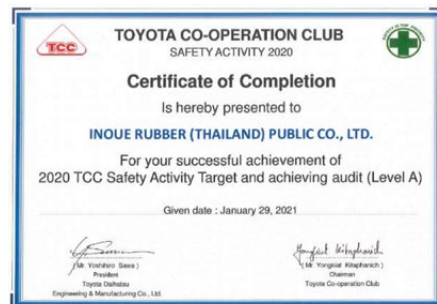 TCC
TOYOTA CO-OPERATION CLUB
SAFETY ACTIVITY 2020
Certificate of Completion
Is hereby presented to
INOUE RUBBER (THAILAND) PUBLIC CO., LTD.
For your successful achievement of
2020 TCC Safety Activity Target and achieving audit (Level A)
Given date : January 29, 2021
( Mr. Yoshihiro Sawa )
President
Toyota Daihatsu
Engineering & Manufacturing Co., Ltd.
( Mr. Yongkiat Kitaphanich )
Chairman
Toyota Co-operation Club